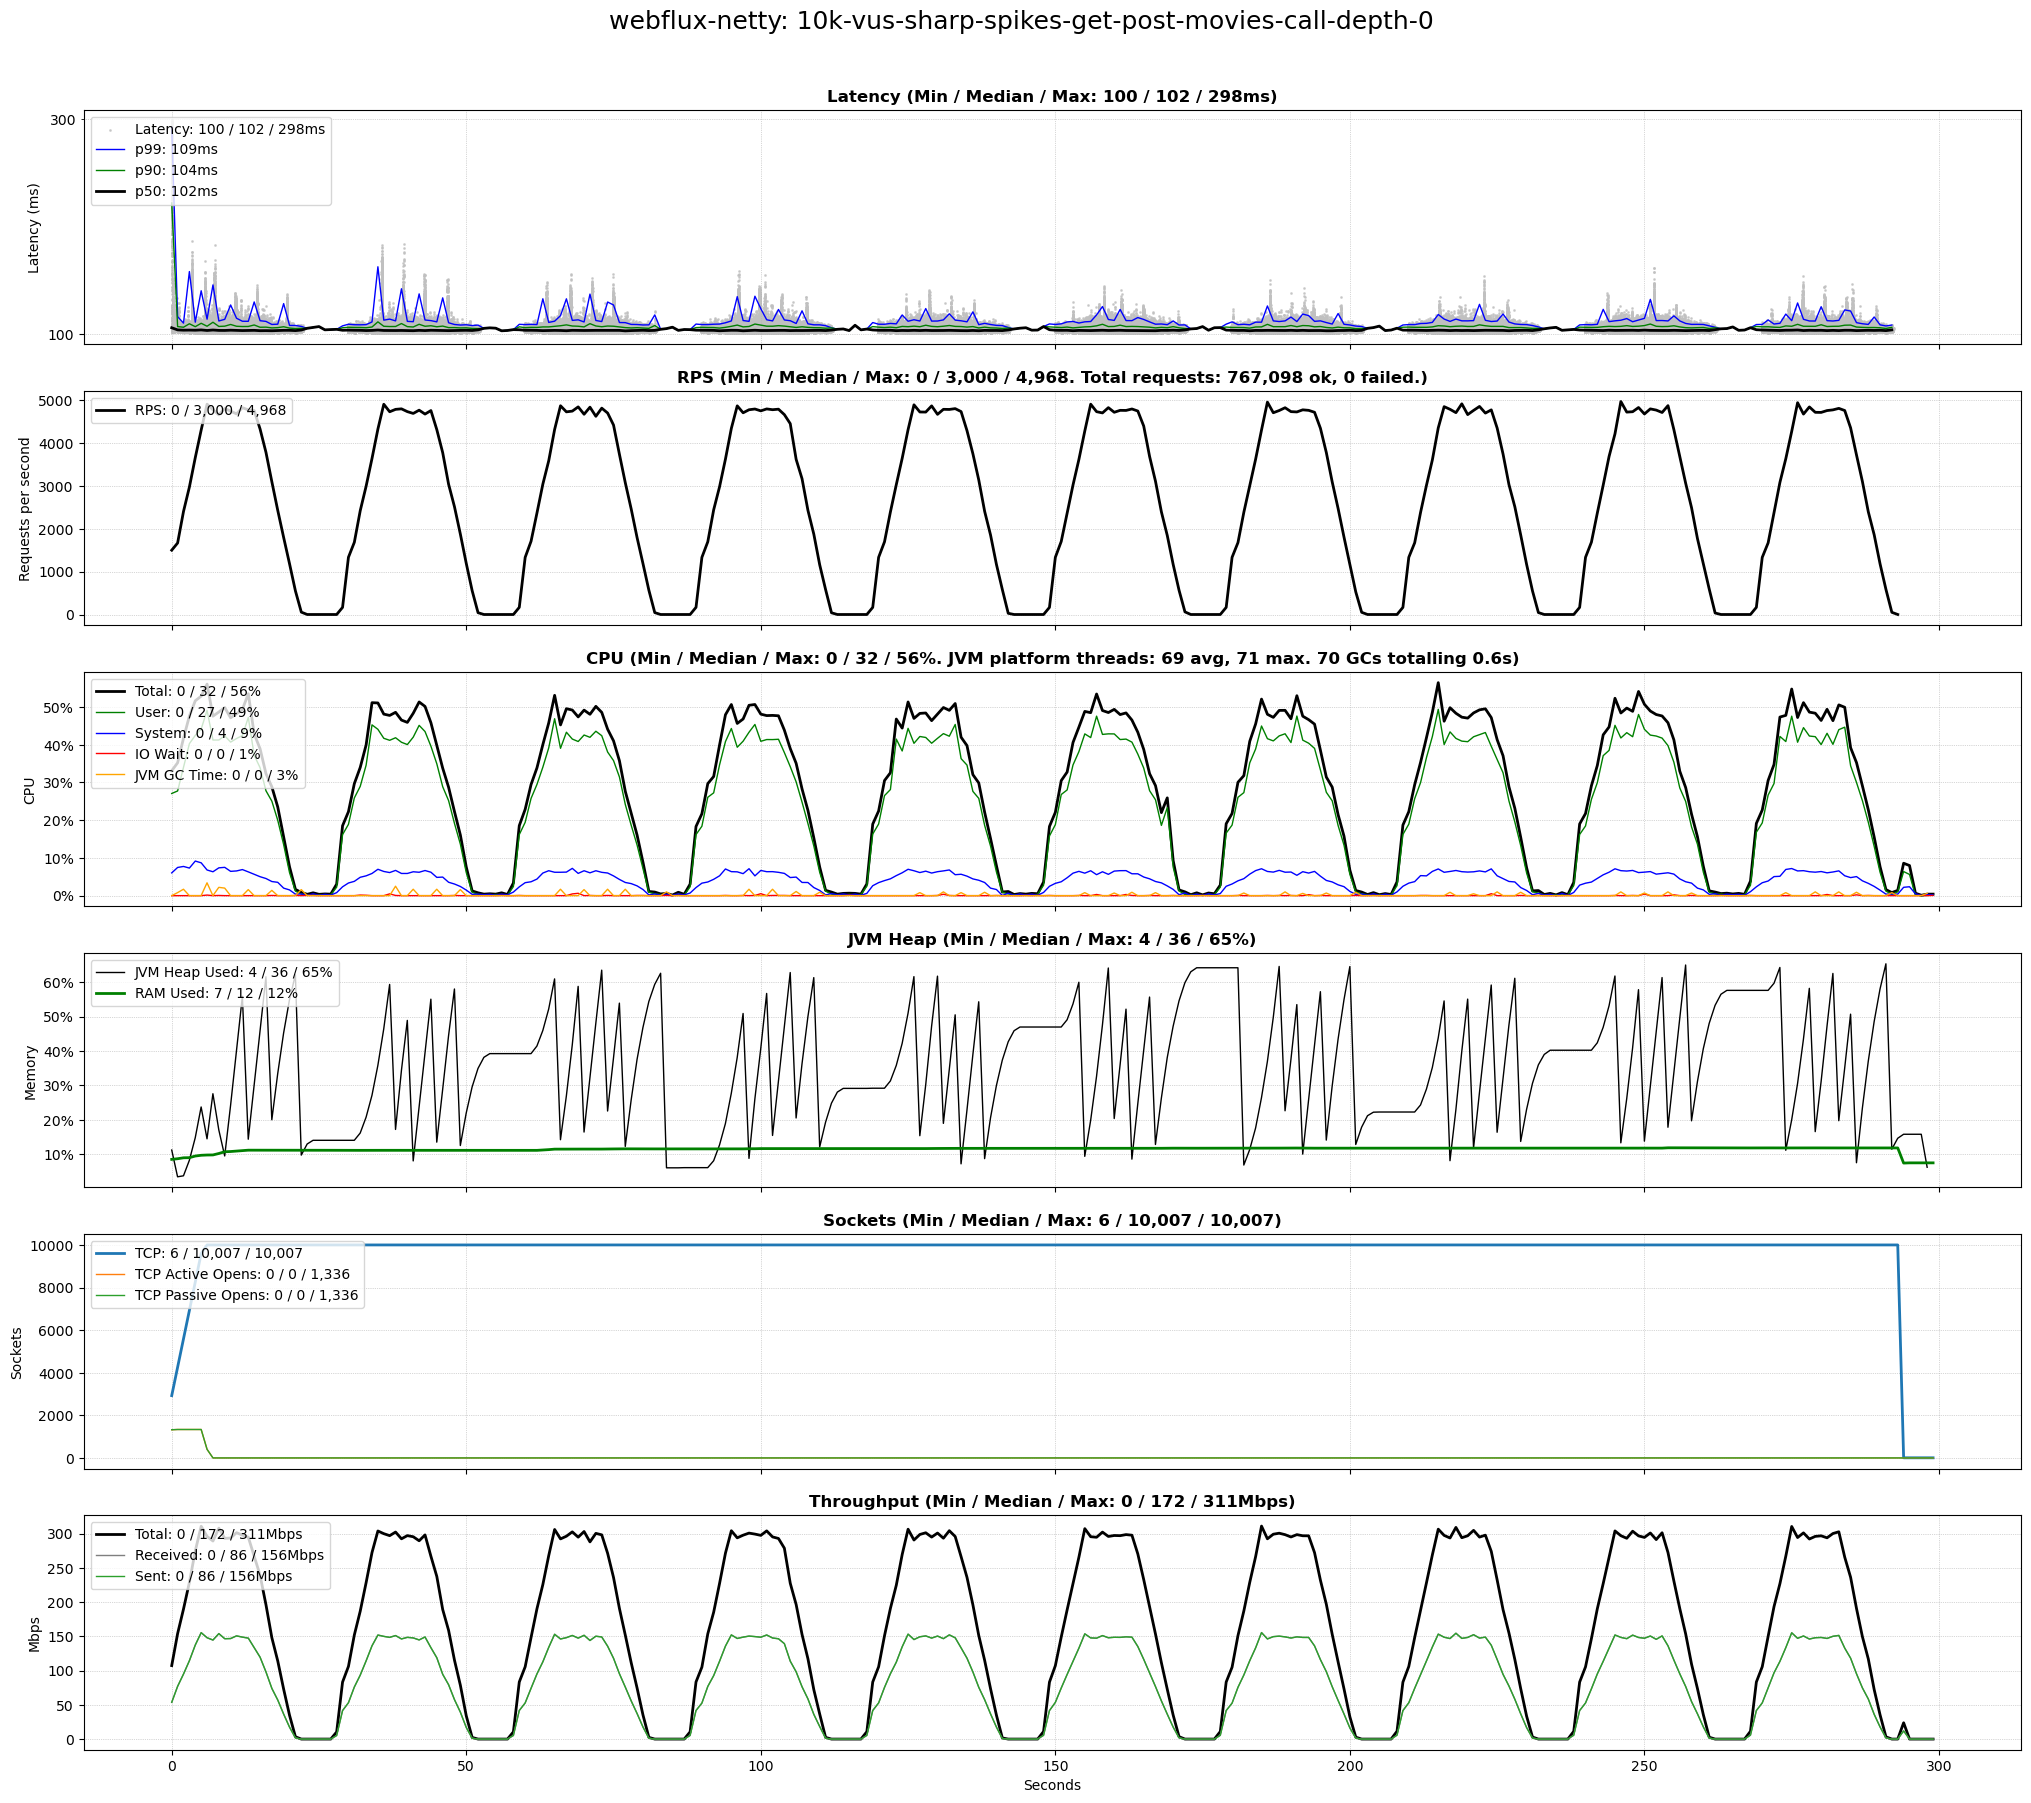 webflux-netty: 10k-vus-sharp-spikes-get-post-movies-call-depth-0
Latency (Min / Median / Max: 100 / 102 / 298ms)
Latency (ms)
300
100
Latency: 100 / 102 / 298ms
p99: 109ms
p90: 104ms
p50: 102ms
RPS (Min / Median / Max: 0 / 3,000 / 4,968. Total requests: 767,098 ok, 0 failed.)
Requests per second
5000
4000
3000
2000
1000
0
RPS: 0 / 3,000 / 4,968
CPU (Min / Median / Max: 0 / 32 / 56%. JVM platform threads: 69 avg, 71 max. 70 GCs totalling 0.6s)
CPU
50%
40%
30%
20%
10%
0%
Total: 0 / 32 / 56%
User: 0 / 27 / 49%
System: 0 / 4 / 9%
IO Wait: 0 / 0 / 1%
JVM GC Time: 0 / 0 / 3%
JVM Heap (Min / Median / Max: 4 / 36 / 65%)
Memory
60%
50%
40%
30%
20%
10%
JVM Heap Used: 4 / 36 / 65%
RAM Used: 7 / 12 / 12%
Sockets (Min / Median / Max: 6 / 10,007 / 10,007)
Sockets
10000
8000
6000
4000
2000
0
TCP: 6 / 10,007 / 10,007
TCP Active Opens: 0 / 0 / 1,336
TCP Passive Opens: 0 / 0 / 1,336
Throughput (Min / Median / Max: 0 / 172 / 311Mbps)
Mbps
300
250
200
150
100
50
0
Total: 0 / 172 / 311Mbps
Received: 0 / 86 / 156Mbps
Sent: 0 / 86 / 156Mbps
0
50
100
150
200
250
300
Seconds